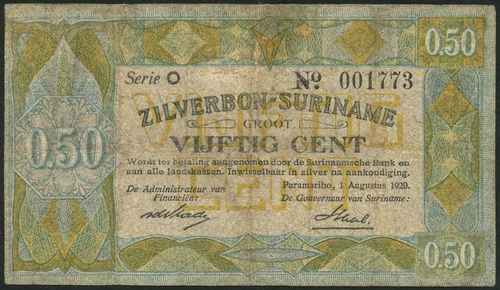 0.50
Serie O
No. 001773
ZILVERBON-SURINAME
GROOT
VIJFTIG CENT
Wordt ter betaling aangenomen door de Surinaamsche Bank en
aan alle landskassen. Inwisselbaar in zilver na aankondiging.
Paramaribo, 1 Augustus 1920.
De Administrateur van
Financiën:
De Gouverneur van Suriname:
0.50
0.50